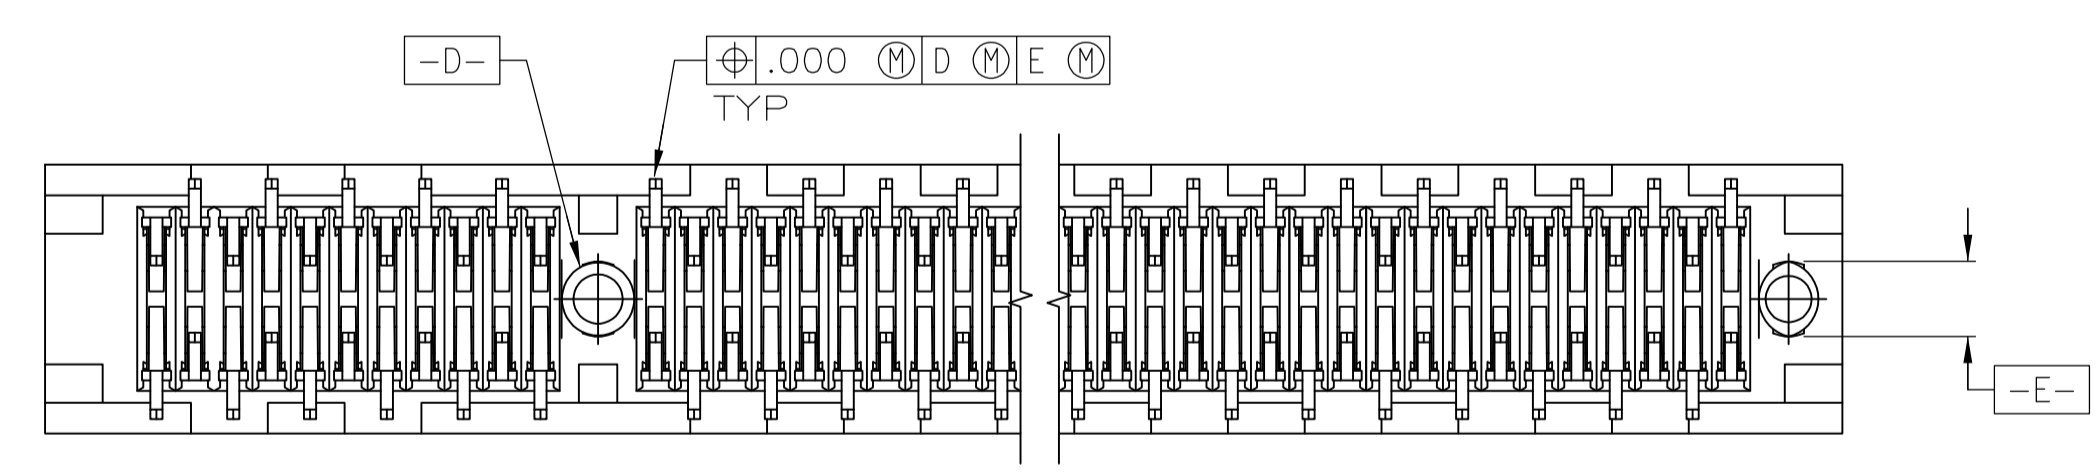 -D-
⌖ .000 Ⓜ D Ⓜ E Ⓜ
TYP
-E-